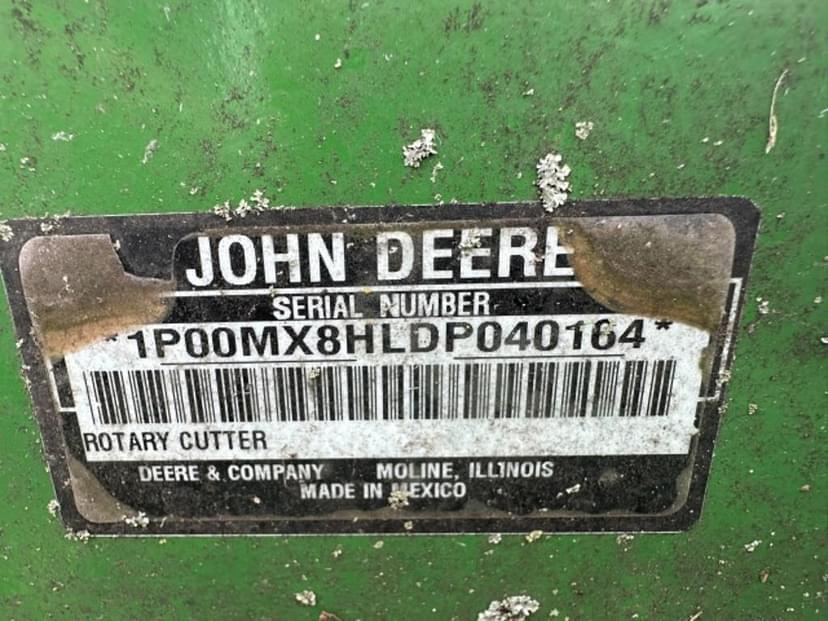 JOHN DEERE
SERIAL NUMBER
*1P00MX8HLDP040164*
ROTARY CUTTER
DEERE & COMPANY MOLINE, ILLINOIS
MADE IN MEXICO